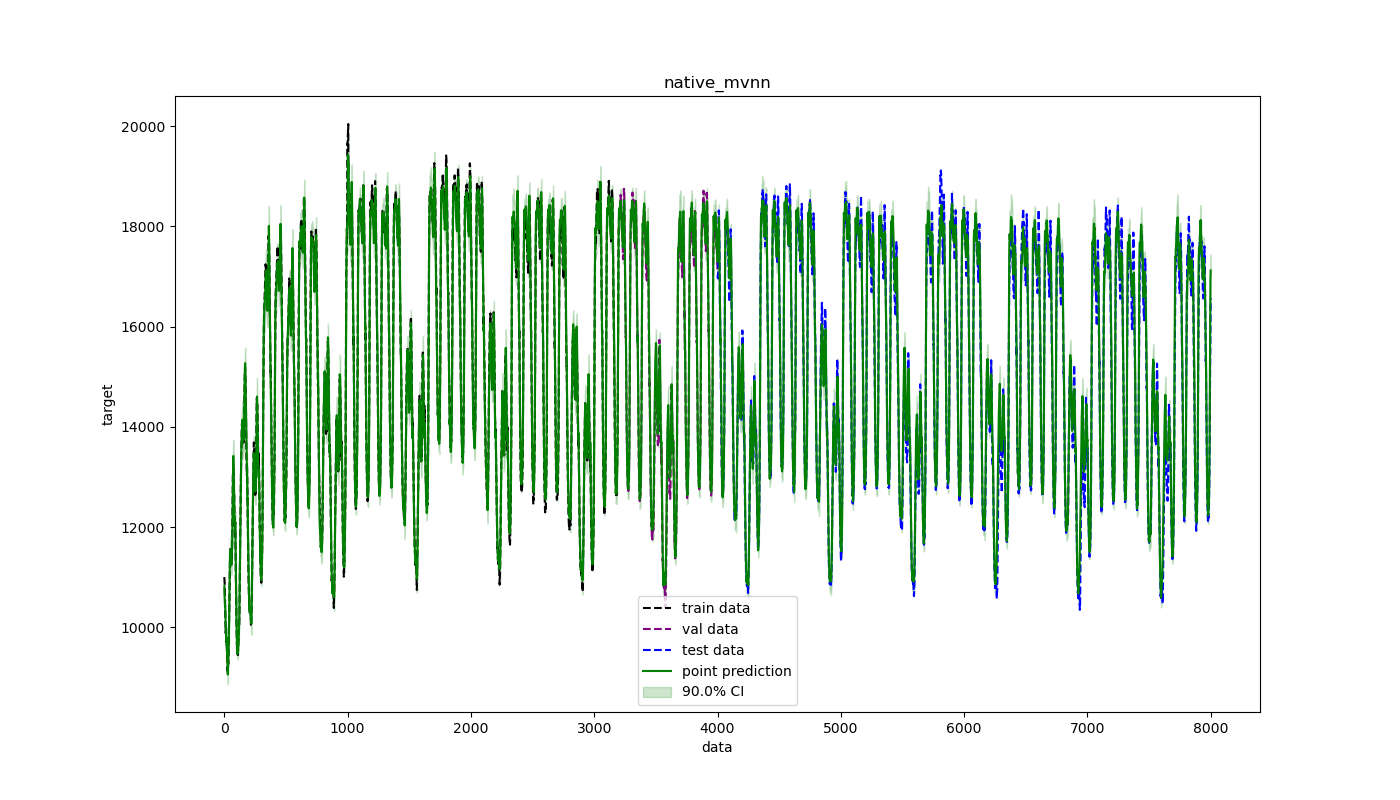 native_mvnn
20000
18000
16000
14000
12000
10000
target
train data
val data
test data
point prediction
90.0% CI
0 1000 2000 3000 4000 5000 6000 7000 8000
data